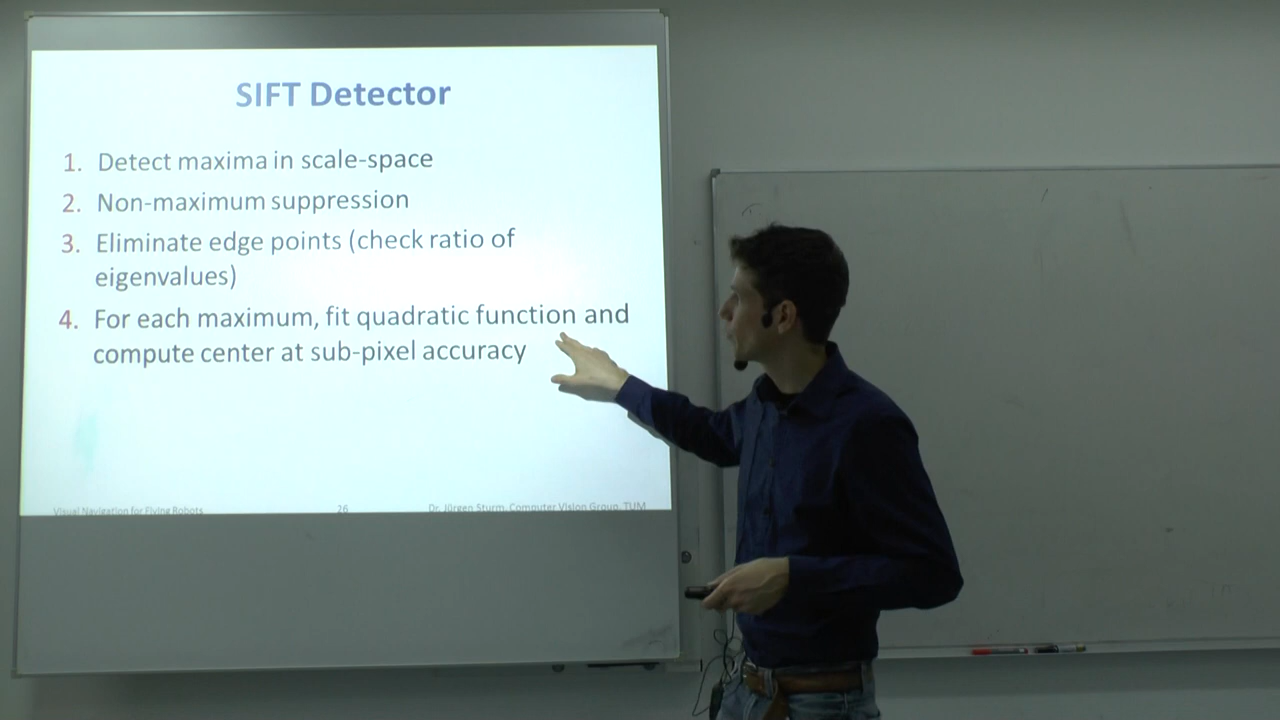 SIFT Detector
1. Detect maxima in scale-space
2. Non-maximum suppression
3. Eliminate edge points (check ratio of
eigenvalues)
4. For each maximum, fit quadratic function and
compute center at sub-pixel accuracy
Visual Navigation for Flying Robots 26 Dr. Jürgen Sturm, Computer Vision Group, TUM